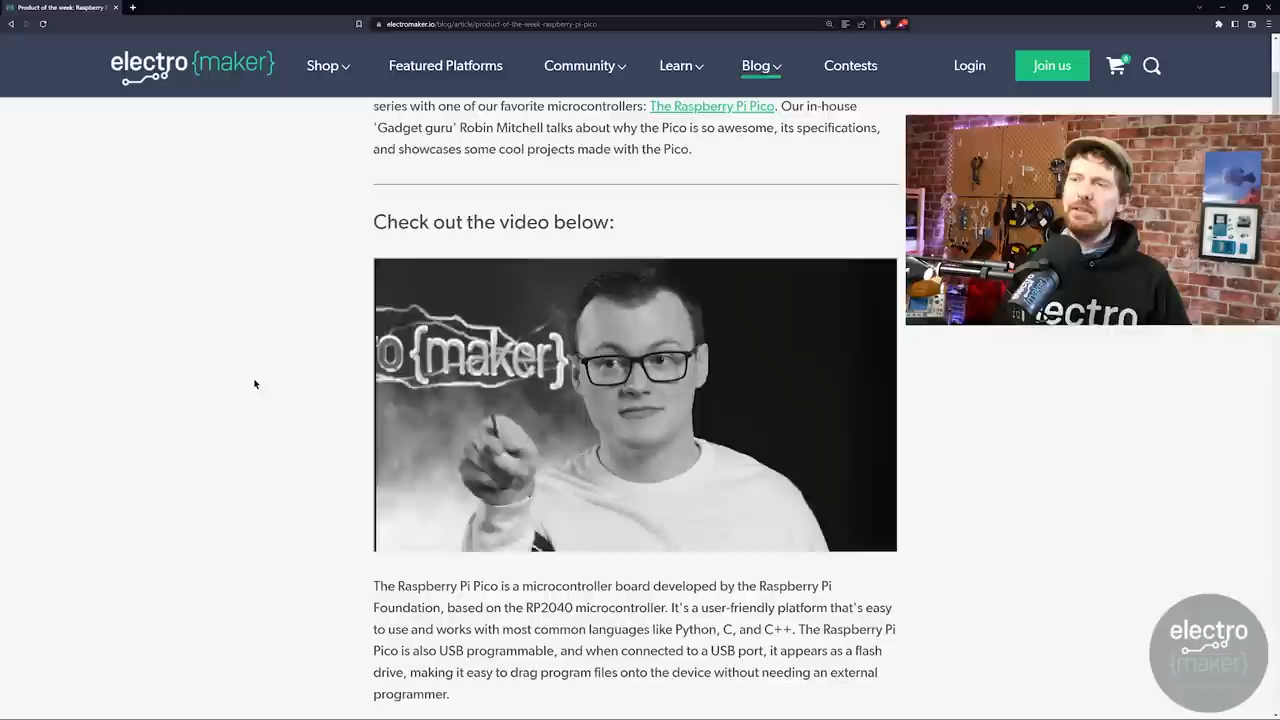 Product of the week: Raspberry P
electromaker.io/blog/article/product-of-the-week-raspberry-pi-pico
electro {maker}
Shop
Featured Platforms
Community
Learn
Blog
Contests
Login
Join us
0
series with one of our favorite microcontrollers: The Raspberry Pi Pico. Our in-house
'Gadget guru' Robin Mitchell talks about why the Pico is so awesome, its specifications,
and showcases some cool projects made with the Pico.
Check out the video below:
o {maker}
electro
The Raspberry Pi Pico is a microcontroller board developed by the Raspberry Pi
Foundation, based on the RP2040 microcontroller. It's a user-friendly platform that's easy
to use and works with most common languages like Python, C, and C++. The Raspberry Pi
Pico is also USB programmable, and when connected to a USB port, it appears as a flash
drive, making it easy to drag program files onto the device without needing an external
programmer.
electro
{maker}